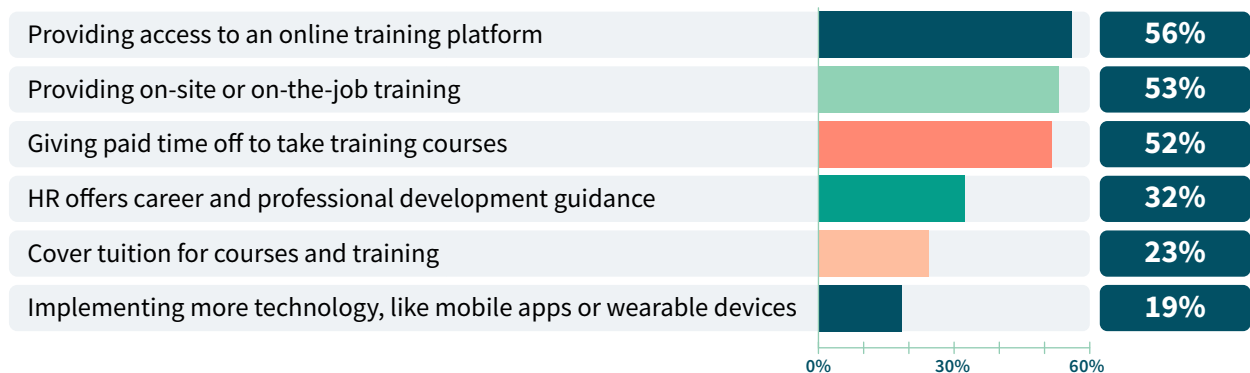 Providing access to an online training platform 56%
Providing on-site or on-the-job training 53%
Giving paid time off to take training courses 52%
HR offers career and professional development guidance 32%
Cover tuition for courses and training 23%
Implementing more technology, like mobile apps or wearable devices 19%
0% 30% 60%